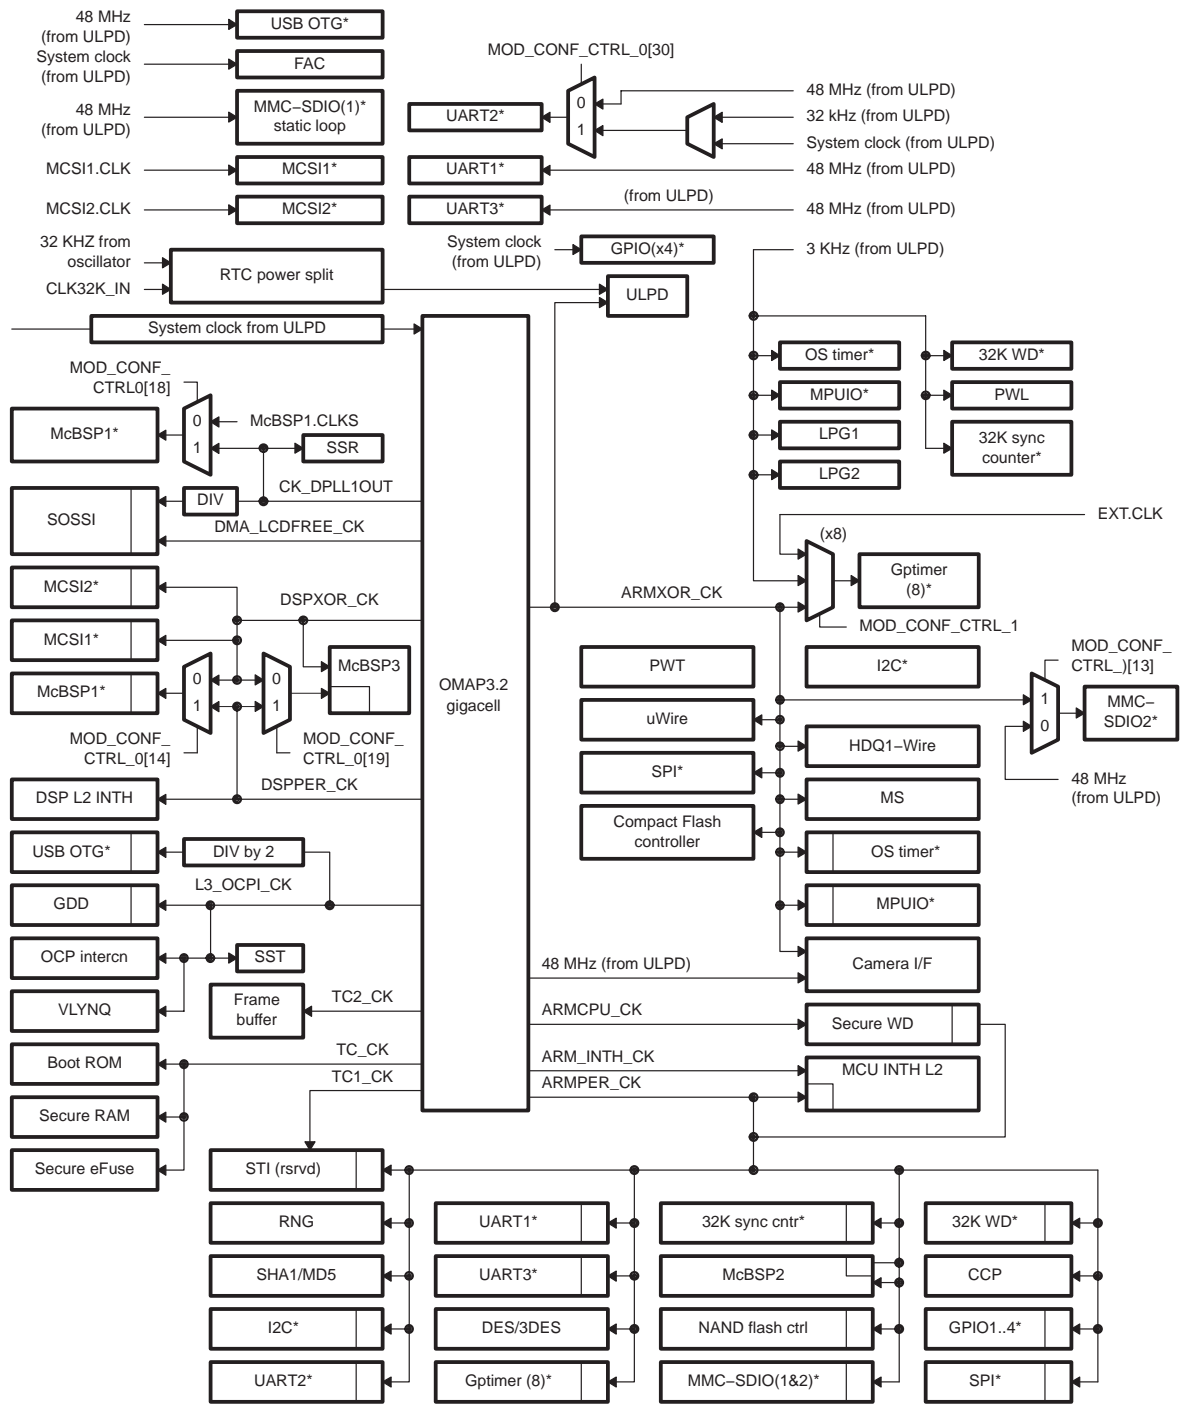 48 MHz
(from ULPD)
USB OTG*
System clock
(from ULPD)
FAC
48 MHz
(from ULPD)
MMC−SDIO(1)*
static loop
MCSI1.CLK
MCSI1*
MCSI2.CLK
MCSI2*
MOD_CONF_CTRL_0[30]
UART2*
0
1
48 MHz (from ULPD)
32 kHz (from ULPD)
System clock (from ULPD)
UART1*
48 MHz (from ULPD)
UART3*
(from ULPD)
48 MHz (from ULPD)
32 KHZ from
oscillator
CLK32K_IN
RTC power split
System clock
(from ULPD)
GPIO(x4)*
3 KHz (from ULPD)
ULPD
System clock from ULPD
MOD_CONF_
CTRL0[18]
McBSP1*
0
1
McBSP1.CLKS
SSR
OS timer*
32K WD*
MPUIO*
PWL
LPG1
32K sync
counter*
LPG2
SOSSI
DIV
CK_DPLL1OUT
DMA_LCDFREE_CK
EXT.CLK
(x8)
Gptimer
(8)*
MOD_CONF_CTRL_1
MCSI2*
DSPXOR_CK
ARMXOR_CK
MCSI1*
McBSP1*
0
1
0
1
McBSP3
MOD_CONF_
CTRL_0[14]
MOD_CONF_
CTRL_0[19]
OMAP3.2
gigacell
PWT
I2C*
MOD_CONF_
CTRL_)[13]
1
0
MMC−
SDIO2*
uWire
HDQ1−Wire
SPI*
48 MHz
(from ULPD)
DSP L2 INTH
DSPPER_CK
MS
Compact Flash
controller
USB OTG*
DIV by 2
OS timer*
L3_OCPI_CK
GDD
MPUIO*
OCP intercn
SST
48 MHz (from ULPD)
Camera I/F
VLYNQ
Frame
buffer
TC2_CK
ARMCPU_CK
Secure WD
Boot ROM
TC_CK
ARM_INTH_CK
MCU INTH L2
TC1_CK
ARMPER_CK
Secure RAM
Secure eFuse
STI (rsrvd)
RNG
UART1*
32K sync cntr*
32K WD*
SHA1/MD5
UART3*
McBSP2
CCP
I2C*
DES/3DES
NAND flash ctrl
GPIO1..4*
UART2*
Gptimer (8)*
MMC−SDIO(1&2)*
SPI*